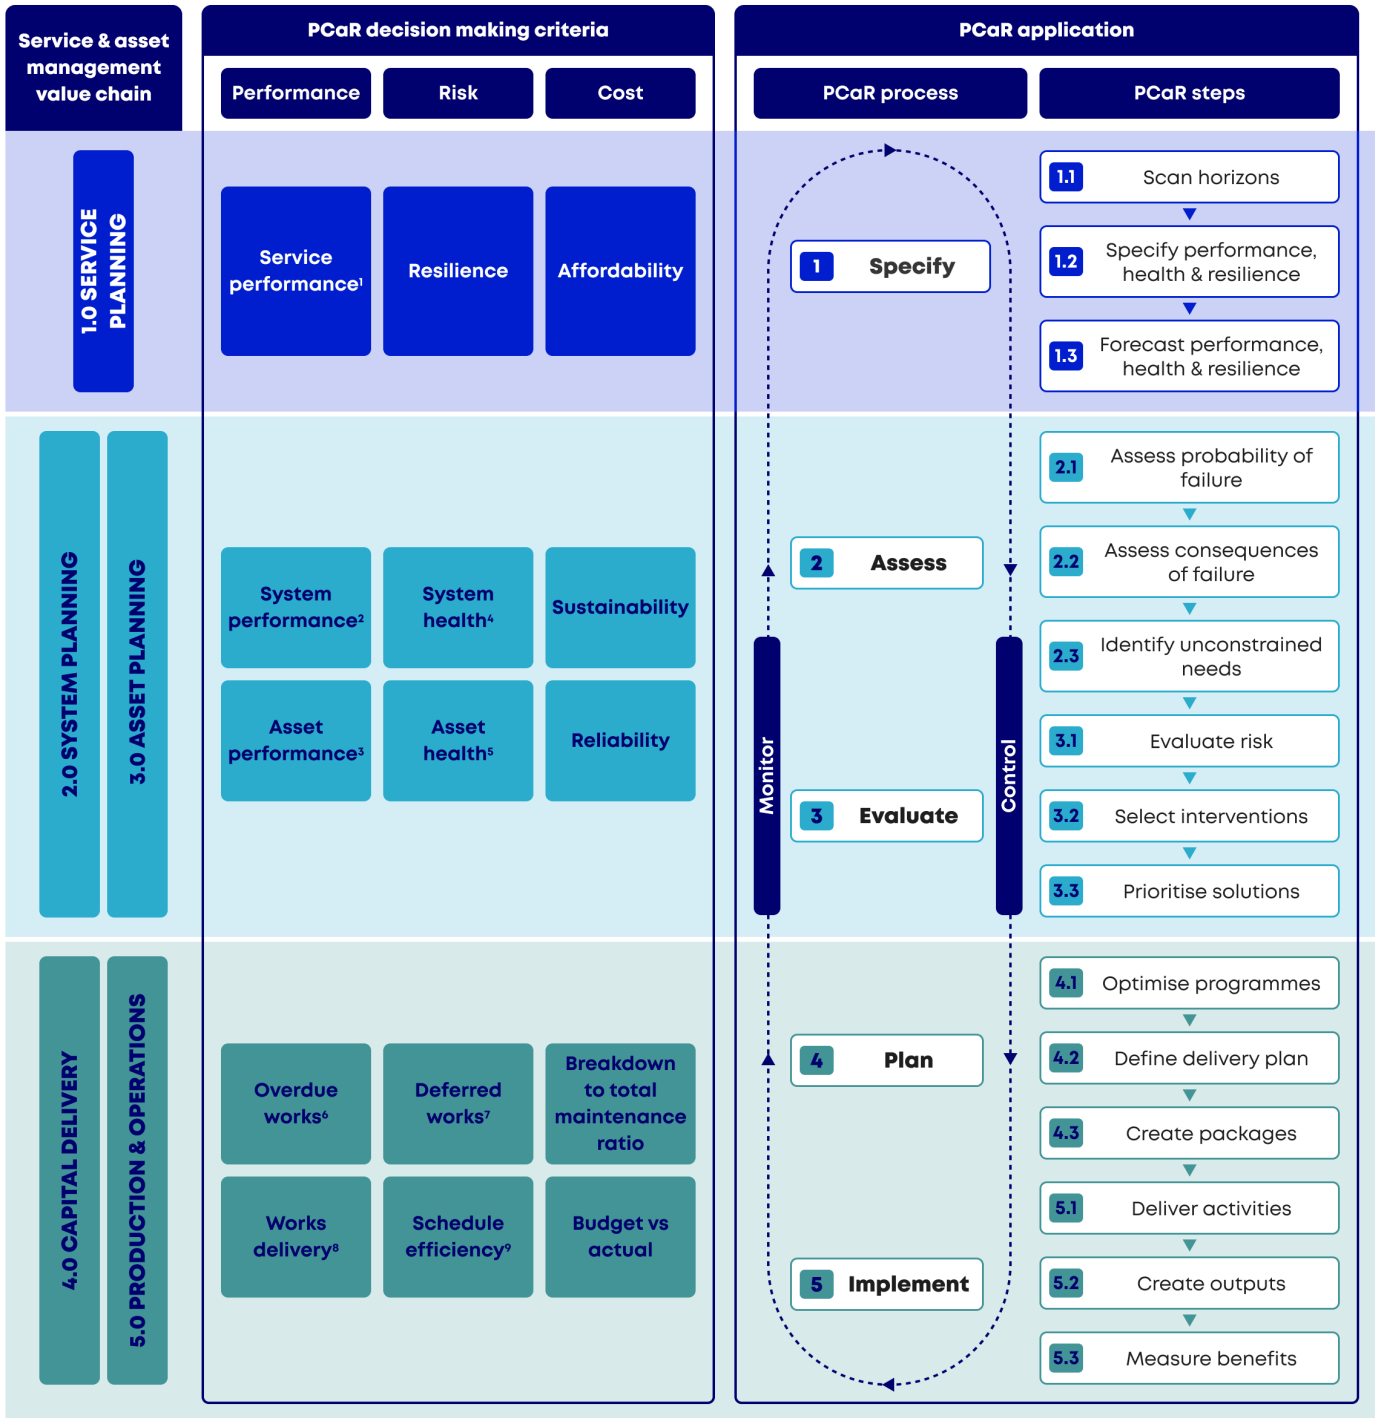 Service & asset
management
value chain
PCaR decision making criteria
Performance
Risk
Cost
PCaR application
PCaR process
PCaR steps
1.0 SERVICE
PLANNING
Service
performance¹
Resilience
Affordability
1 Specify
1.1 Scan horizons
1.2 Specify performance,
health & resilience
1.3 Forecast performance,
health & resilience
2.0 SYSTEM PLANNING
3.0 ASSET PLANNING
System
performance²
System
health⁴
Sustainability
Asset
performance³
Asset
health⁵
Reliability
Monitor
Control
2 Assess
3 Evaluate
2.1 Assess probability of
failure
2.2 Assess consequences
of failure
2.3 Identify unconstrained
needs
3.1 Evaluate risk
3.2 Select interventions
3.3 Prioritise solutions
4.0 CAPITAL DELIVERY
5.0 PRODUCTION & OPERATIONS
Overdue
works⁶
Deferred
works⁷
Breakdown
to total
maintenance
ratio
Works
delivery⁸
Schedule
efficiency⁹
Budget vs
actual
4 Plan
5 Implement
4.1 Optimise programmes
4.2 Define delivery plan
4.3 Create packages
5.1 Deliver activities
5.2 Create outputs
5.3 Measure benefits